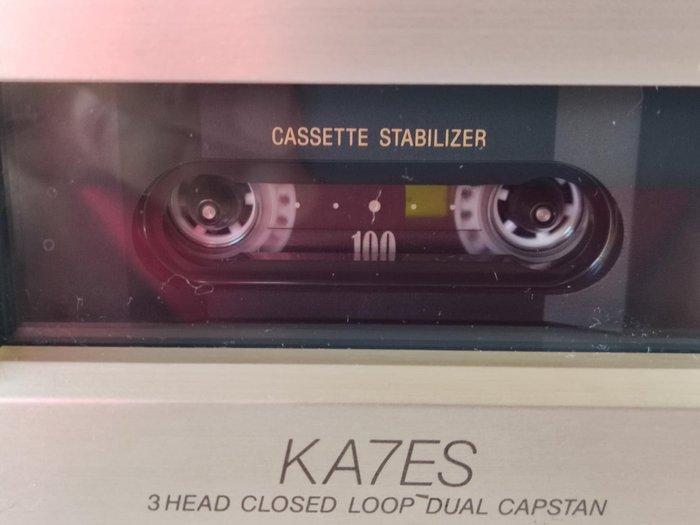 CASSETTE STABILIZER
100
KA7ES
3 HEAD CLOSED LOOP DUAL CAPSTAN